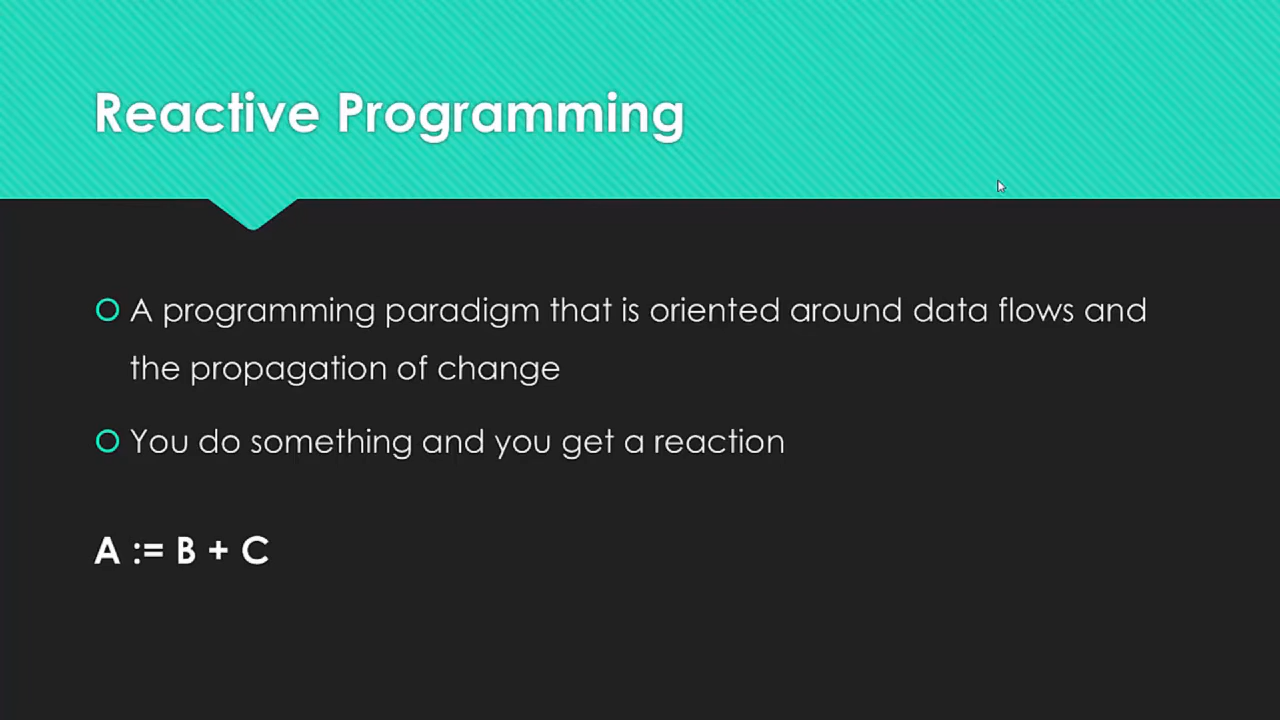 Reactive Programming
A programming paradigm that is oriented around data flows and
the propagation of change
You do something and you get a reaction
A := B + C